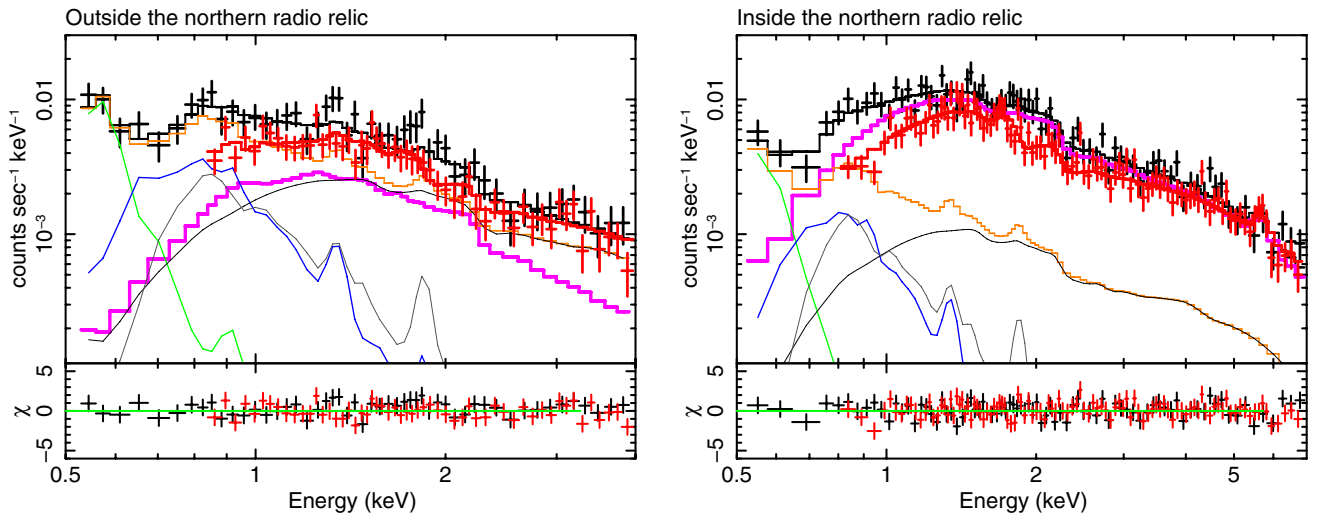 Outside the northern radio relic
Inside the northern radio relic
counts sec⁻¹ keV⁻¹
0.01
10⁻³
χ
5
0
−5
0.5
1
2
Energy (keV)
counts sec⁻¹ keV⁻¹
0.01
10⁻³
χ
5
0
−5
0.5
1
2
5
Energy (keV)